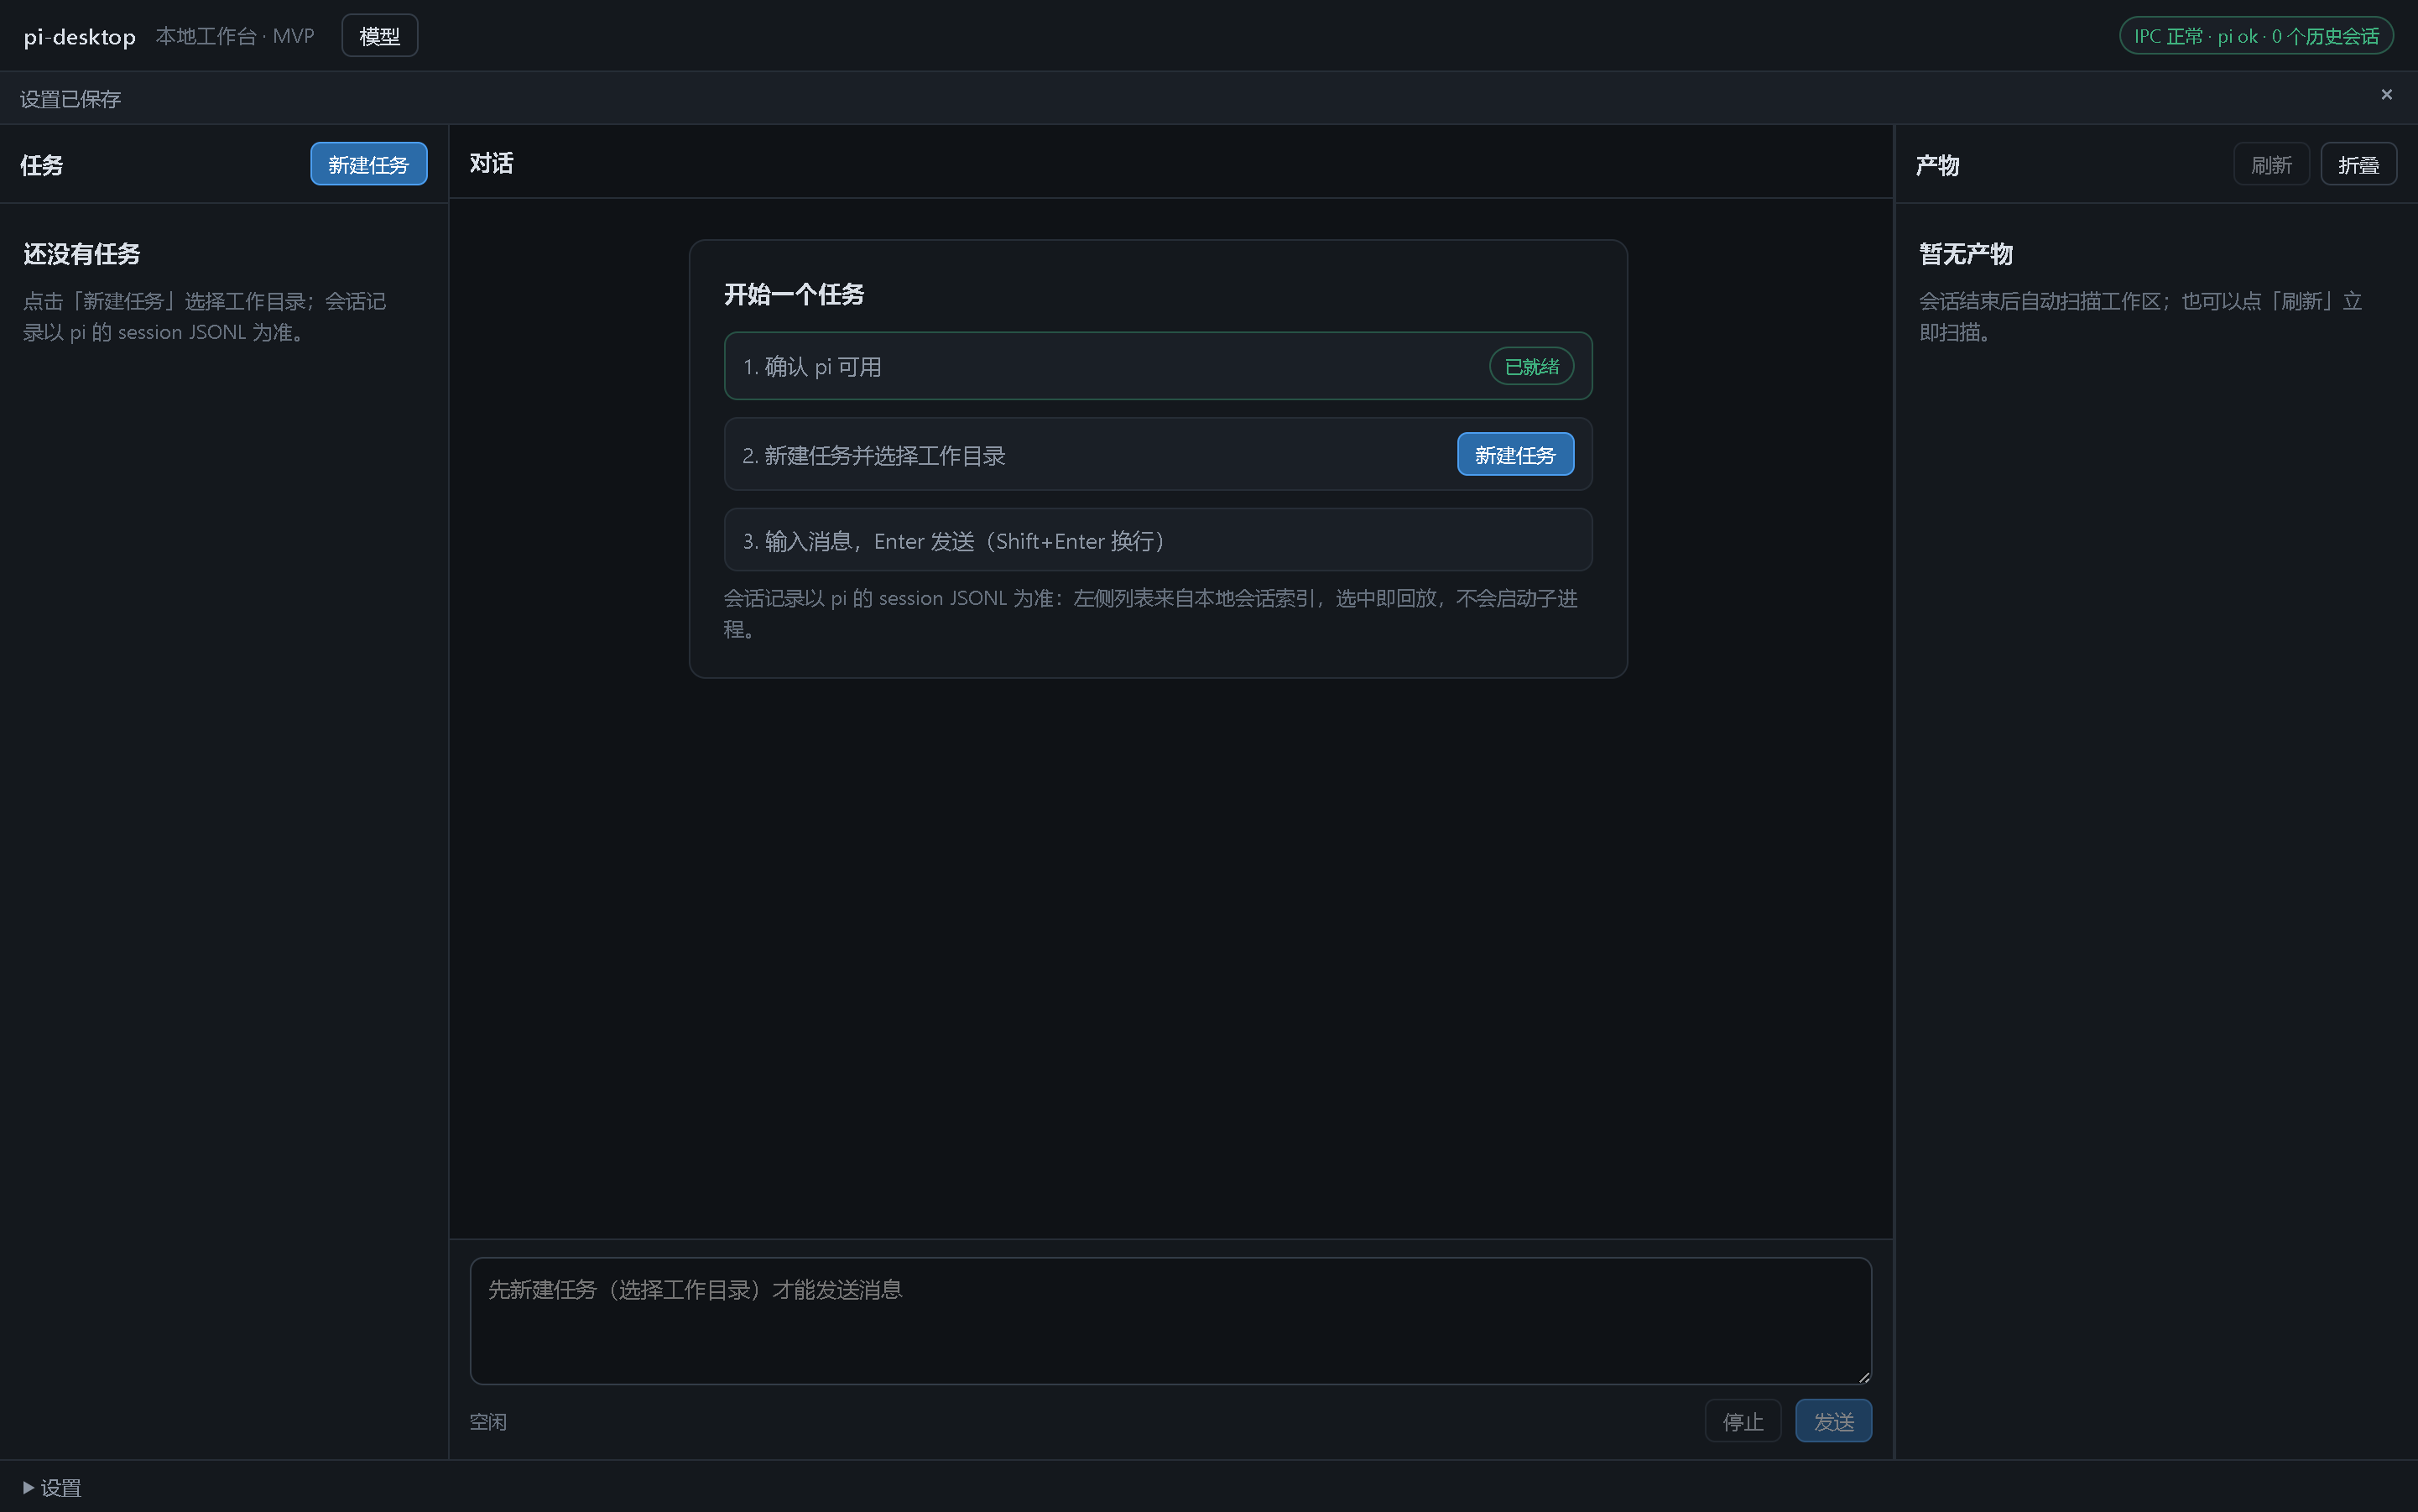 pi-desktop 本地工作台 · MVP 模型 IPC 正常 · pi ok · 0 个历史会话
设置已保存 ×
任务 新建任务
还没有任务
点击「新建任务」选择工作目录；会话记
录以 pi 的 session JSONL 为准。
对话
开始一个任务
1. 确认 pi 可用 已就绪
2. 新建任务并选择工作目录 新建任务
3. 输入消息，Enter 发送（Shift+Enter 换行）
会话记录以 pi 的 session JSONL 为准：左侧列表来自本地会话索引，选中即回放，不会启动子进
程。
先新建任务（选择工作目录）才能发送消息
空闲 停止 发送
产物 刷新 折叠
暂无产物
会话结束后自动扫描工作区；也可以点「刷新」立
即扫描。
▶ 设置